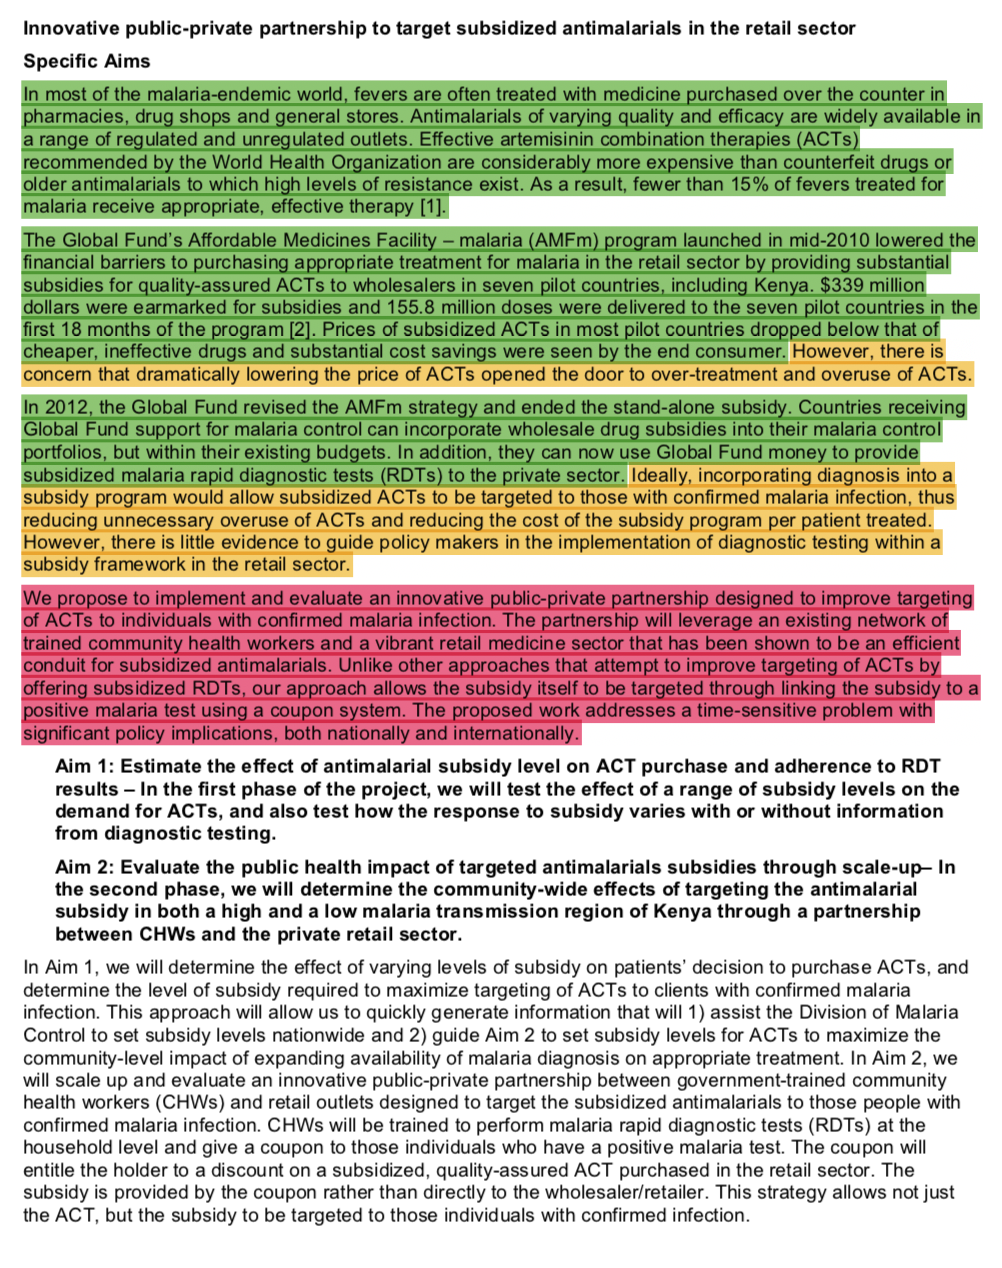 Innovative public-private partnership to target subsidized antimalarials in the retail sector
Specific Aims
In most of the malaria-endemic world, fevers are often treated with medicine purchased over the counter in
pharmacies, drug shops and general stores. Antimalarials of varying quality and efficacy are widely available in
a range of regulated and unregulated outlets. Effective artemisinin combination therapies (ACTs)
recommended by the World Health Organization are considerably more expensive than counterfeit drugs or
older antimalarials to which high levels of resistance exist. As a result, fewer than 15% of fevers treated for
malaria receive appropriate, effective therapy [1].
The Global Fund's Affordable Medicines Facility – malaria (AMFm) program launched in mid-2010 lowered the
financial barriers to purchasing appropriate treatment for malaria in the retail sector by providing substantial
subsidies for quality-assured ACTs to wholesalers in seven pilot countries, including Kenya. $339 million
dollars were earmarked for subsidies and 155.8 million doses were delivered to the seven pilot countries in the
first 18 months of the program [2]. Prices of subsidized ACTs in most pilot countries dropped below that of
cheaper, ineffective drugs and substantial cost savings were seen by the end consumer. However, there is
concern that dramatically lowering the price of ACTs opened the door to over-treatment and overuse of ACTs.
In 2012, the Global Fund revised the AMFm strategy and ended the stand-alone subsidy. Countries receiving
Global Fund support for malaria control can incorporate wholesale drug subsidies into their malaria control
portfolios, but within their existing budgets. In addition, they can now use Global Fund money to provide
subsidized malaria rapid diagnostic tests (RDTs) to the private sector. Ideally, incorporating diagnosis into a
subsidy program would allow subsidized ACTs to be targeted to those with confirmed malaria infection, thus
reducing unnecessary overuse of ACTs and reducing the cost of the subsidy program per patient treated.
However, there is little evidence to guide policy makers in the implementation of diagnostic testing within a
subsidy framework in the retail sector.
We propose to implement and evaluate an innovative public-private partnership designed to improve targeting
of ACTs to individuals with confirmed malaria infection. The partnership will leverage an existing network of
trained community health workers and a vibrant retail medicine sector that has been shown to be an efficient
conduit for subsidized antimalarials. Unlike other approaches that attempt to improve targeting of ACTs by
offering subsidized RDTs, our approach allows the subsidy itself to be targeted through linking the subsidy to a
positive malaria test using a coupon system. The proposed work addresses a time-sensitive problem with
significant policy implications, both nationally and internationally.
Aim 1: Estimate the effect of antimalarial subsidy level on ACT purchase and adherence to RDT
results – In the first phase of the project, we will test the effect of a range of subsidy levels on the
demand for ACTs, and also test how the response to subsidy varies with or without information
from diagnostic testing.
Aim 2: Evaluate the public health impact of targeted antimalarials subsidies through scale-up– In
the second phase, we will determine the community-wide effects of targeting the antimalarial
subsidy in both a high and a low malaria transmission region of Kenya through a partnership
between CHWs and the private retail sector.
In Aim 1, we will determine the effect of varying levels of subsidy on patients' decision to purchase ACTs, and
determine the level of subsidy required to maximize targeting of ACTs to clients with confirmed malaria
infection. This approach will allow us to quickly generate information that will 1) assist the Division of Malaria
Control to set subsidy levels nationwide and 2) guide Aim 2 to set subsidy levels for ACTs to maximize the
community-level impact of expanding availability of malaria diagnosis on appropriate treatment. In Aim 2, we
will scale up and evaluate an innovative public-private partnership between government-trained community
health workers (CHWs) and retail outlets designed to target the subsidized antimalarials to those people with
confirmed malaria infection. CHWs will be trained to perform malaria rapid diagnostic tests (RDTs) at the
household level and give a coupon to those individuals who have a positive malaria test. The coupon will
entitle the holder to a discount on a subsidized, quality-assured ACT purchased in the retail sector. The
subsidy is provided by the coupon rather than directly to the wholesaler/retailer. This strategy allows not just
the ACT, but the subsidy to be targeted to those individuals with confirmed infection.